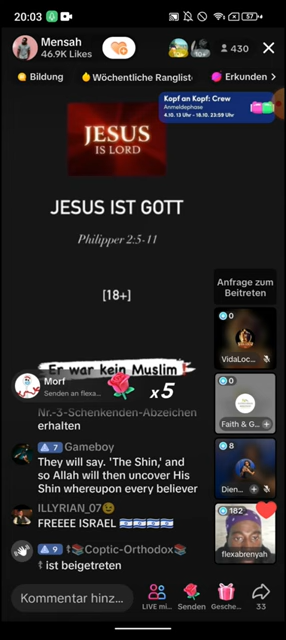 20:03
57
Mensah
46.9K Likes
430
Bildung
Wöchentliche Ranglist
Erkunden
Kopf an Kopf: Crew
Anmeldephase
4.10. 13 Uhr - 18.10. 23:59 Uhr
JESUS
IS LORD
JESUS IST GOTT
Philipper 2:5-11
[18+]
Anfrage zum
Beitreten
0
VidaLoc...
Er war kein Muslim !
Morf
Senden an flexa...
x5
0
Faith & G...
Nr.-3-Schenkenden-Abzeichen
erhalten
7 Gameboy
They will say. 'The Shin,' and
so Allah will then uncover His
Shin whereupon every believer
8
Dien...
ILLYRIAN_07
FREEEE ISRAEL
182
flexabrenyah
9 Coptic-Orthodox
ist beigetreten
Kommentar hinz...
LIVE mi...
Senden
Gesche...
33